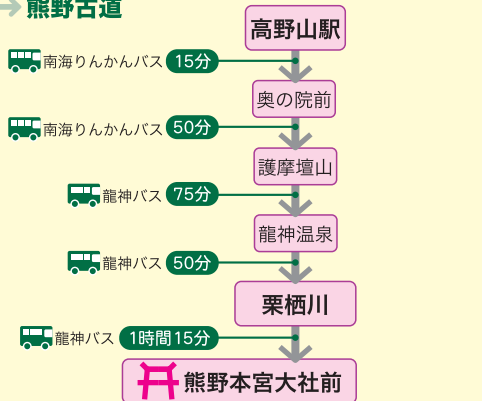 熊野古道
高野山駅
南海りんかんバス 15分
奥の院前
南海りんかんバス 50分
護摩壇山
龍神バス 75分
龍神温泉
龍神バス 50分
栗栖川
龍神バス 1時間15分
熊野本宮大社前